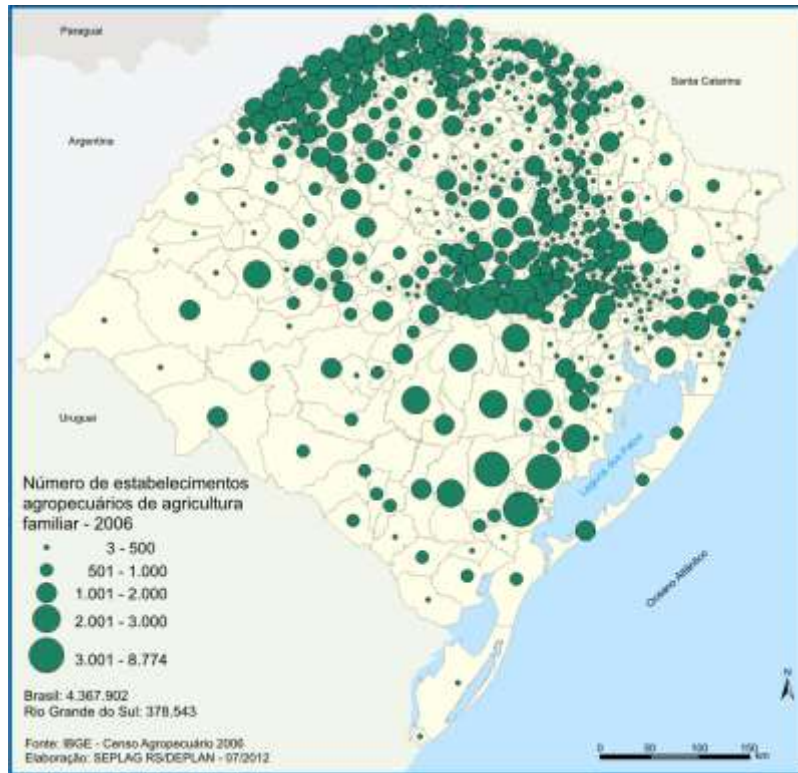 Paraguai
Santa Catarina
Argentina
Uruguai
Laguna dos Patos
Oceano Atlântico
Número de estabelecimentos
agropecuários de agricultura
familiar - 2006
3 - 500
501 - 1.000
1.001 - 2.000
2.001 - 3.000
3.001 - 8.774
Brasil: 4.367.902
Rio Grande do Sul: 378.543
Fonte: IBGE - Censo Agropecuário 2006
Elaboração: SEPLAG RS/DEPLAN - 07/2012
N
0 50 100 150
km